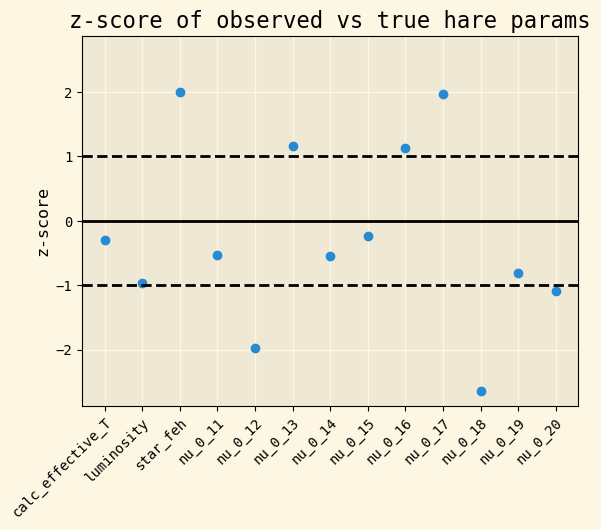 z-score of observed vs true hare params
z-score
2
1
0
−1
−2
calc_effective_T
luminosity
star_feh
nu_0_11
nu_0_12
nu_0_13
nu_0_14
nu_0_15
nu_0_16
nu_0_17
nu_0_18
nu_0_19
nu_0_20